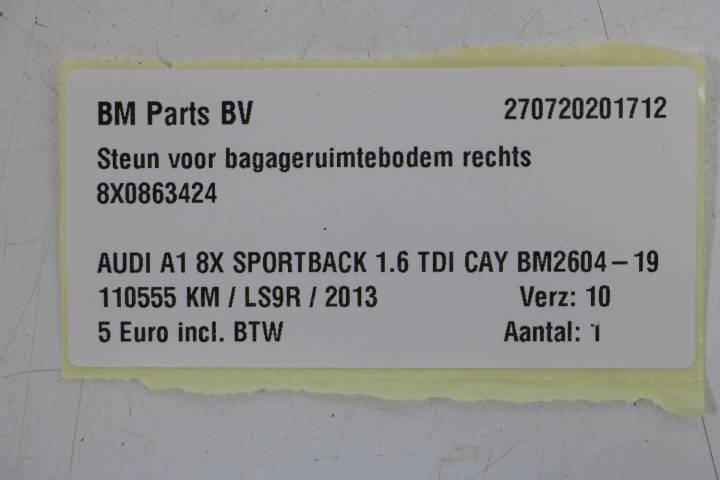 BM Parts BV 270720201712
Steun voor bagageruimtebodem rechts
8X0863424
AUDI A1 8X SPORTBACK 1.6 TDI CAY BM2604-19
110555 KM / LS9R / 2013 Verz: 10
5 Euro incl. BTW Aantal: 1